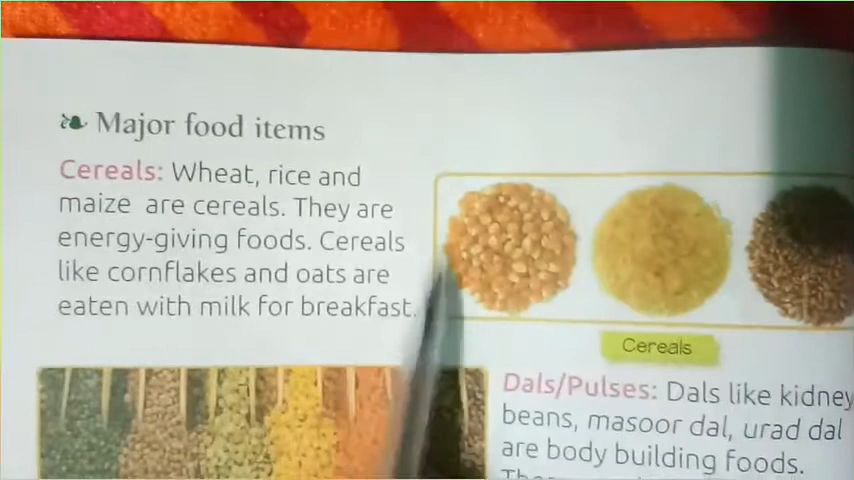 Major food items
Cereals: Wheat, rice and
maize are cereals. They are
energy-giving foods. Cereals
like cornflakes and oats are
eaten with milk for breakfast.
Cereals
Dals/Pulses: Dals like kidney
beans, masoor dal, urad dal
are body building foods.